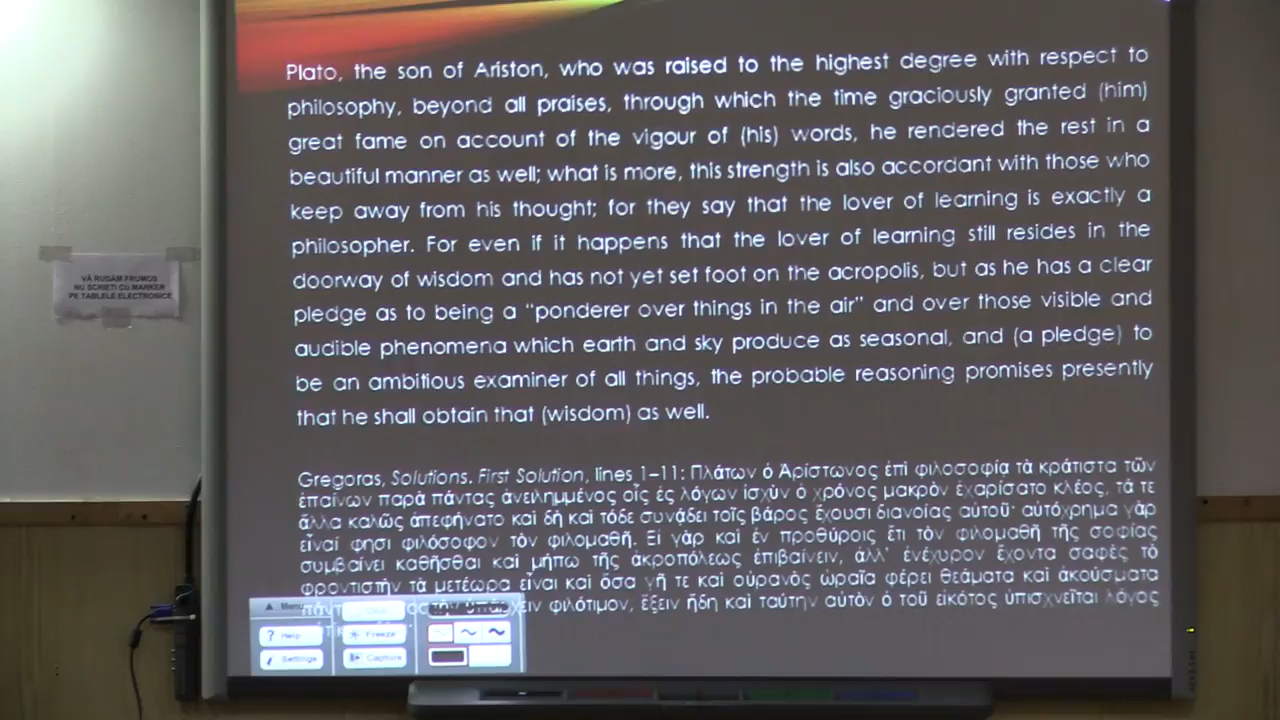 Plato, the son of Ariston, who was raised to the highest degree with respect to
philosophy, beyond all praises, through which the time graciously granted (him)
great fame on account of the vigour of (his) words, he rendered the rest in a
beautiful manner as well; what is more, this strength is also accordant with those who
keep away from his thought; for they say that the lover of learning is exactly a
philosopher. For even if it happens that the lover of learning still resides in the
doorway of wisdom and has not yet set foot on the acropolis, but as he has a clear
pledge as to being a “ponderer over things in the air” and over those visible and
audible phenomena which earth and sky produce as seasonal, and (a pledge) to
be an ambitious examiner of all things, the probable reasoning promises presently
that he shall obtain that (wisdom) as well.
Gregoras, Solutions. First Solution, lines 1–11: Πλάτων ὁ Ἀρίστωνος ἐπὶ φιλοσοφίᾳ τὰ κράτιστα τῶν
ἐπαίνων παρὰ πάντας ἀνειλημμένος οἷς ἐς λόγων ἰσχὺν ὁ χρόνος μακρὸν ἐχαρίσατο κλέος, τά τε
ἄλλα καλῶς ἀπεφήνατο καὶ δὴ καὶ τόδε συνᾴδει τοῖς βάρος ἔχουσι διανοίας αὐτοῦ· αὐτόχρημα γὰρ
εἶναί φησι φιλόσοφον τὸν φιλομαθῆ. Εἰ γὰρ καὶ ἐν προθύροις ἔτι τὸν φιλομαθῆ τῆς σοφίας
συμβαίνει καθῆσθαι καὶ μήπω τῆς ἀκροπόλεως ἐπιβαίνειν, ἀλλ’ ἐνέχυρον ἔχοντα σαφὲς τὸ
φροντιστὴν τὰ μετέωρα εἶναι καὶ ὅσα γῆ τε καὶ οὐρανὸς ὡραῖα φέρει θεάματα καὶ ἀκούσματα
φιλότιμον, ἕξειν ἤδη καὶ ταύτην αὐτὸν ὁ τοῦ εἰκότος ὑπισχνεῖται λόγος
VĂ RUGĂM FRUMOS
NU SCRIEȚI CU MARKER
PE TABLELE ELECTRONICE
Menu
Help
Freeze
Settings
Capture